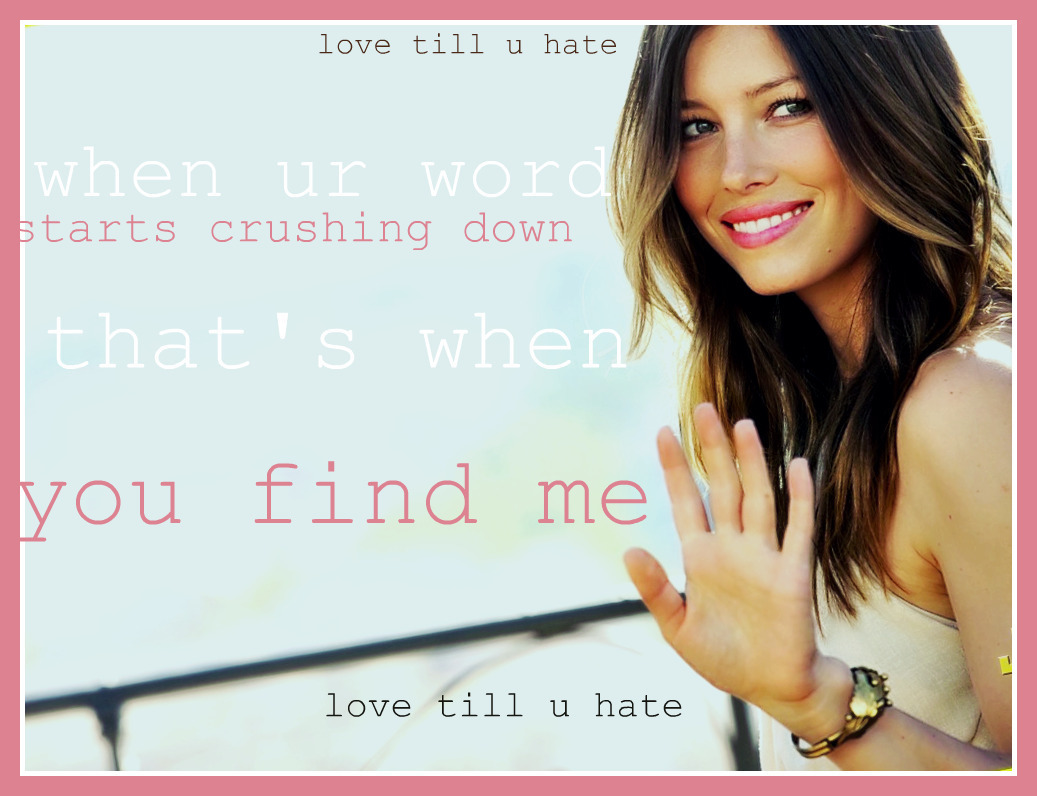 love till u hate
when ur word
starts crushing down
that's when
you find me
love till u hate